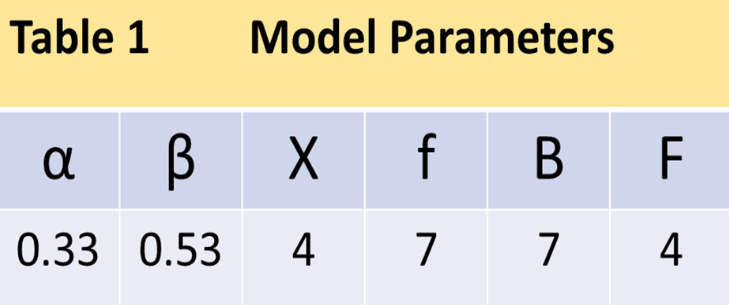 Table 1 Model Parameters
α β X f B F
0.33 0.53 4 7 7 4